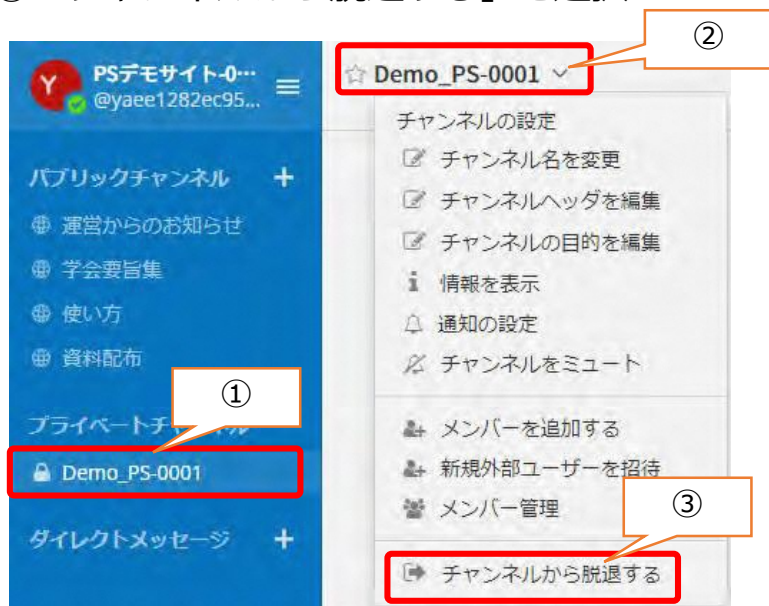 チャンネルから脱退する」を選択
②
Y
PSデモサイト-0…
@yaee1282ec95...
Demo_PS-0001
チャンネルの設定
チャンネル名を変更
チャンネルヘッダを編集
チャンネルの目的を編集
情報を表示
通知の設定
チャンネルをミュート
メンバーを追加する
新規外部ユーザーを招待
メンバー管理
③
チャンネルから脱退する
パブリックチャンネル +
運営からのお知らせ
学会要旨集
使い方
資料配布
①
プライベートチャンネル
Demo_PS-0001
ダイレクトメッセージ +